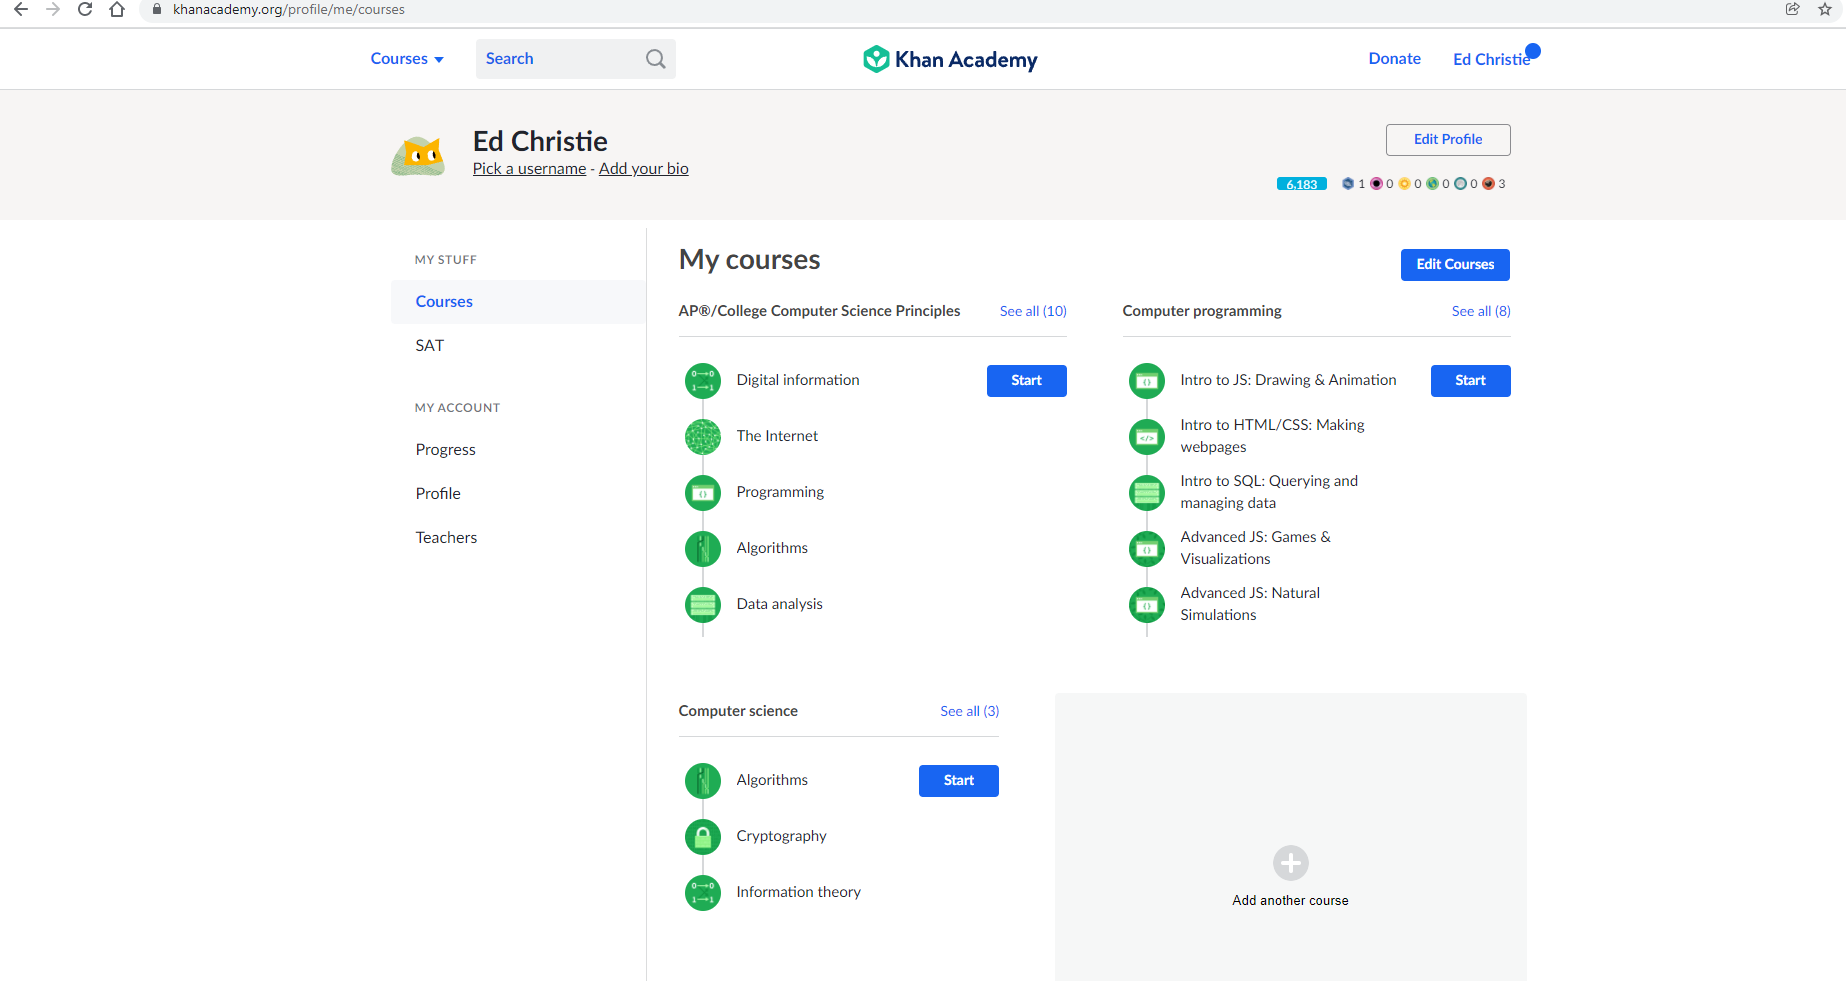 khanacademy.org/profile/me/courses
Courses
Search
Khan Academy
Donate
Ed Christie
Ed Christie
Pick a username - Add your bio
Edit Profile
6,183 1 0 0 0 0 3
MY STUFF
Courses
SAT
MY ACCOUNT
Progress
Profile
Teachers
My courses
Edit Courses
AP®/College Computer Science Principles
See all (10)
Digital information
Start
The Internet
Programming
Algorithms
Data analysis
Computer programming
See all (8)
Intro to JS: Drawing & Animation
Start
Intro to HTML/CSS: Making
webpages
Intro to SQL: Querying and
managing data
Advanced JS: Games &
Visualizations
Advanced JS: Natural
Simulations
Computer science
See all (3)
Algorithms
Start
Cryptography
Information theory
Add another course